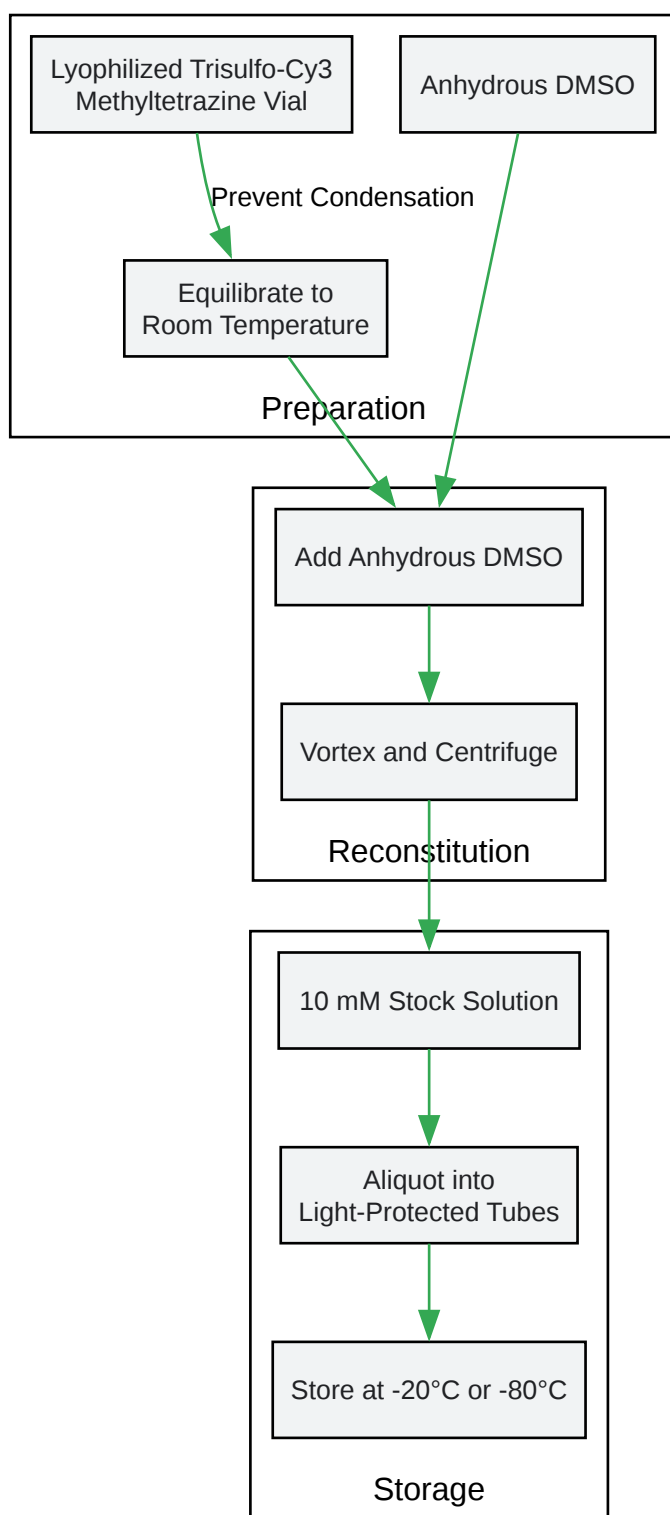 Lyophilized Trisulfo-Cy3
Methyltetrazine Vial
Anhydrous DMSO
Prevent Condensation
Equilibrate to
Room Temperature
Preparation
Add Anhydrous DMSO
Vortex and Centrifuge
Reconstitution
10 mM Stock Solution
Aliquot into
Light-Protected Tubes
Store at -20°C or -80°C
Storage